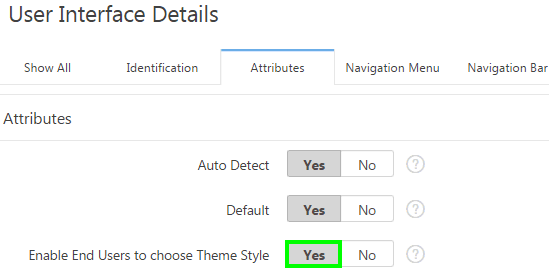 User Interface Details
Show All Identification Attributes Navigation Menu Navigation Bar
Attributes
Auto Detect Yes No ?
Default Yes No ?
Enable End Users to choose Theme Style Yes No ?